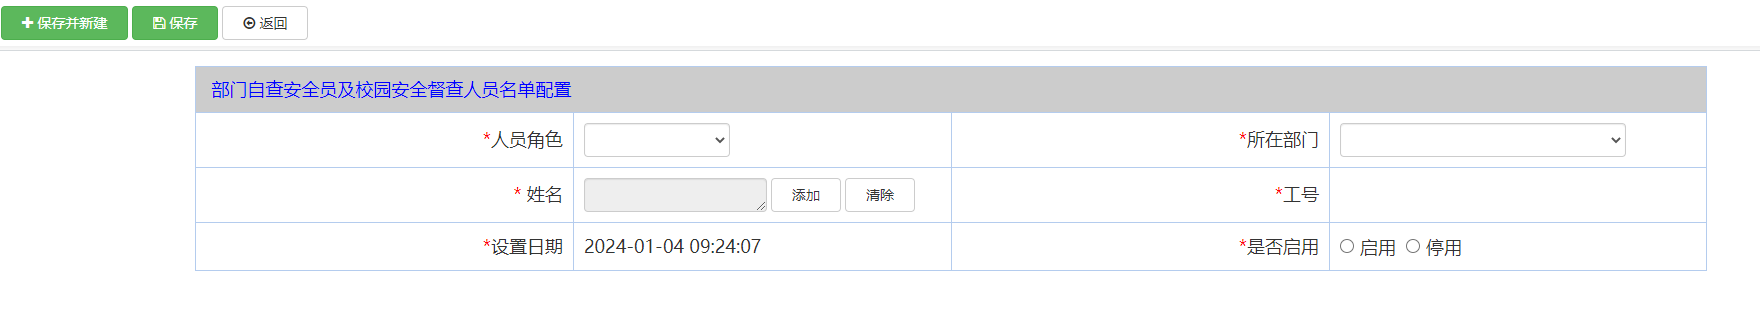 保存并新建 保存 返回
部门自查安全员及校园安全督查人员名单配置
*人员角色 *所在部门
* 姓名 添加 清除 *工号
*设置日期 2024-01-04 09:24:07 *是否启用 启用 停用